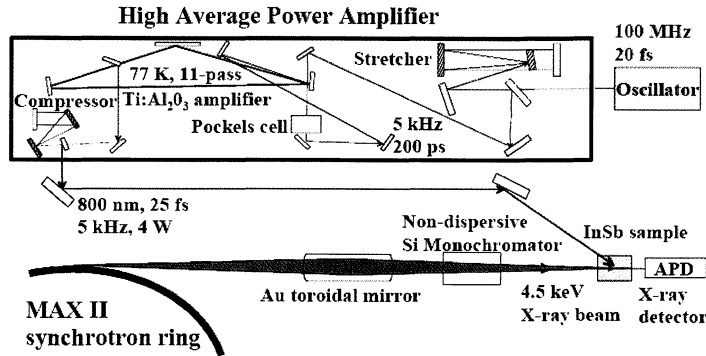 High Average Power Amplifier
100 MHz
20 fs
Stretcher
Oscillator
77 K, 11-pass
Ti:Al₂0₃ amplifier
Compressor
Pockels cell
5 kHz
200 ps
800 nm, 25 fs
5 kHz, 4 W
Non-dispersive
Si Monochromator
InSb sample
APD
Au toroidal mirror
4.5 keV
X-ray beam
X-ray
detector
MAX II
synchrotron ring